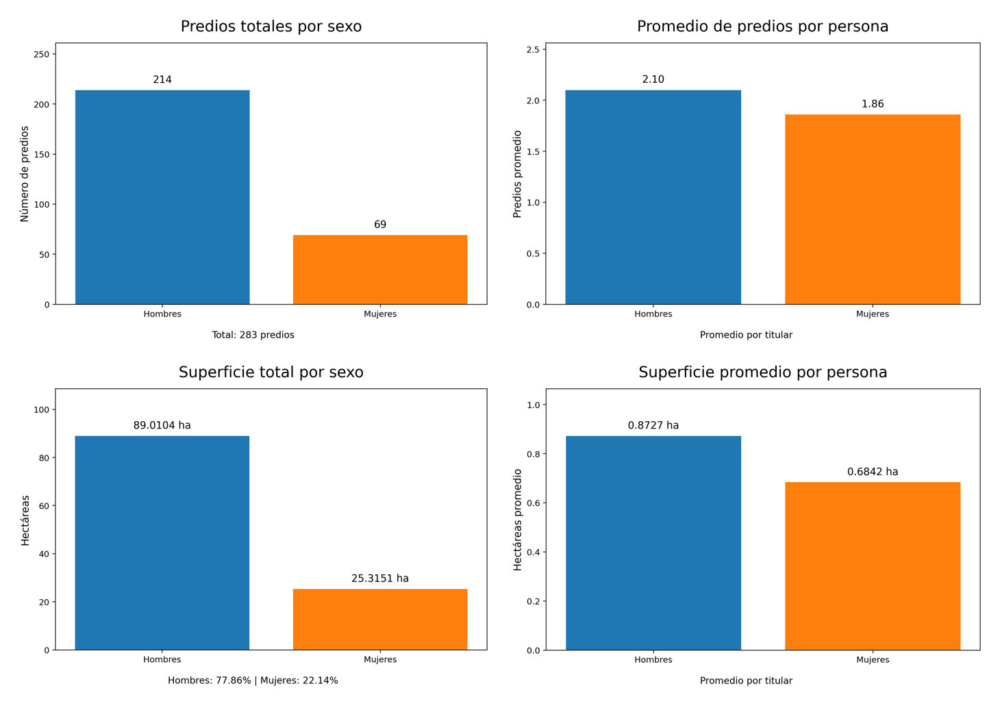 Predios totales por sexo
Número de predios
250
200
150
100
50
0
214
69
Hombres
Mujeres
Total: 283 predios
Promedio de predios por persona
Predios promedio
2.5
2.0
1.5
1.0
0.5
0.0
2.10
1.86
Hombres
Mujeres
Promedio por titular
Superficie total por sexo
Hectáreas
100
80
60
40
20
0
89.0104 ha
25.3151 ha
Hombres
Mujeres
Hombres: 77.86% | Mujeres: 22.14%
Superficie promedio por persona
Hectáreas promedio
1.0
0.8
0.6
0.4
0.2
0.0
0.8727 ha
0.6842 ha
Hombres
Mujeres
Promedio por titular